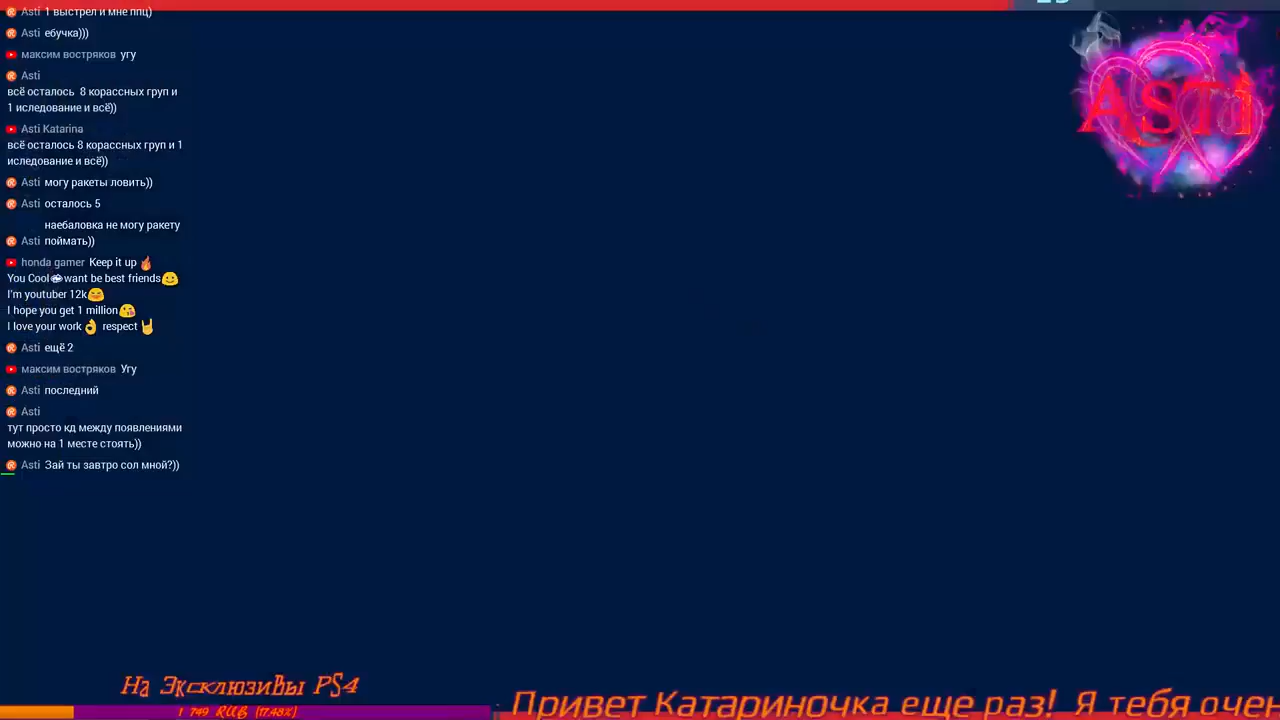 Asti 1 выстрел и мне ппц)
Asti ебучка)))
максим востряков угу
Asti
всё осталось 8 корассных груп и
1 иследование и всё))
Asti Katarina
всё осталось 8 корассных груп и 1
иследование и всё))
Asti могу ракеты ловить))
Asti осталось 5
наебаловка не могу ракету
Asti поймать))
honda gamer Keep it up 🔥
You Cool😎want be best friends🙂
I'm youtuber 12k😄
I hope you get 1 million😘
I love your work👌 respect🤘
Asti ещё 2
максим востряков Угу
Asti последний
Asti
тут просто кд между появлениями
можно на 1 месте стоять))
Asti Зай ты завтро сол мной?))
ASTi
На Эксклюзивы PS4
1 749 RUB (17.48%)
Привет Катариночка еще раз! Я тебя очен